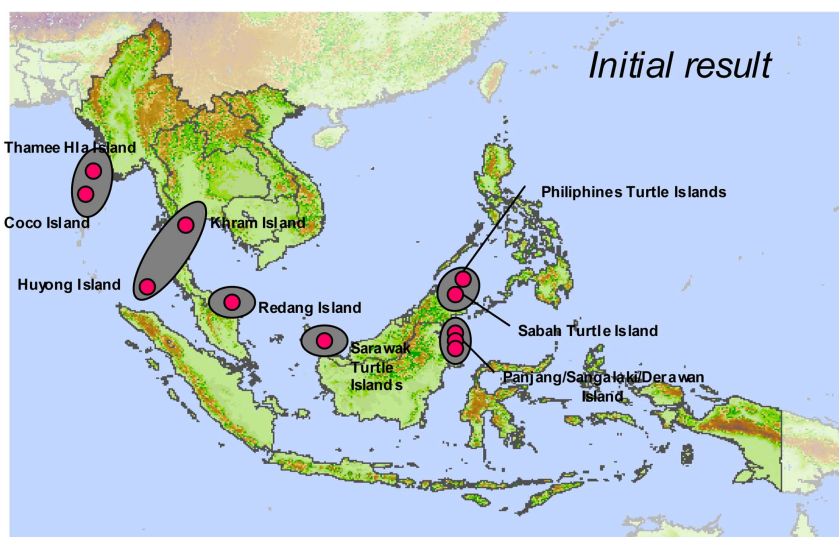 Initial result
Thamee Hla Island
Philiphines Turtle Islands
Coco Island
Khram Island
Huyong Island
Redang Island
Sabah Turtle Island
Sarawak
Turtle
Islands
Panjang/Sangalaki/Derawan
Island